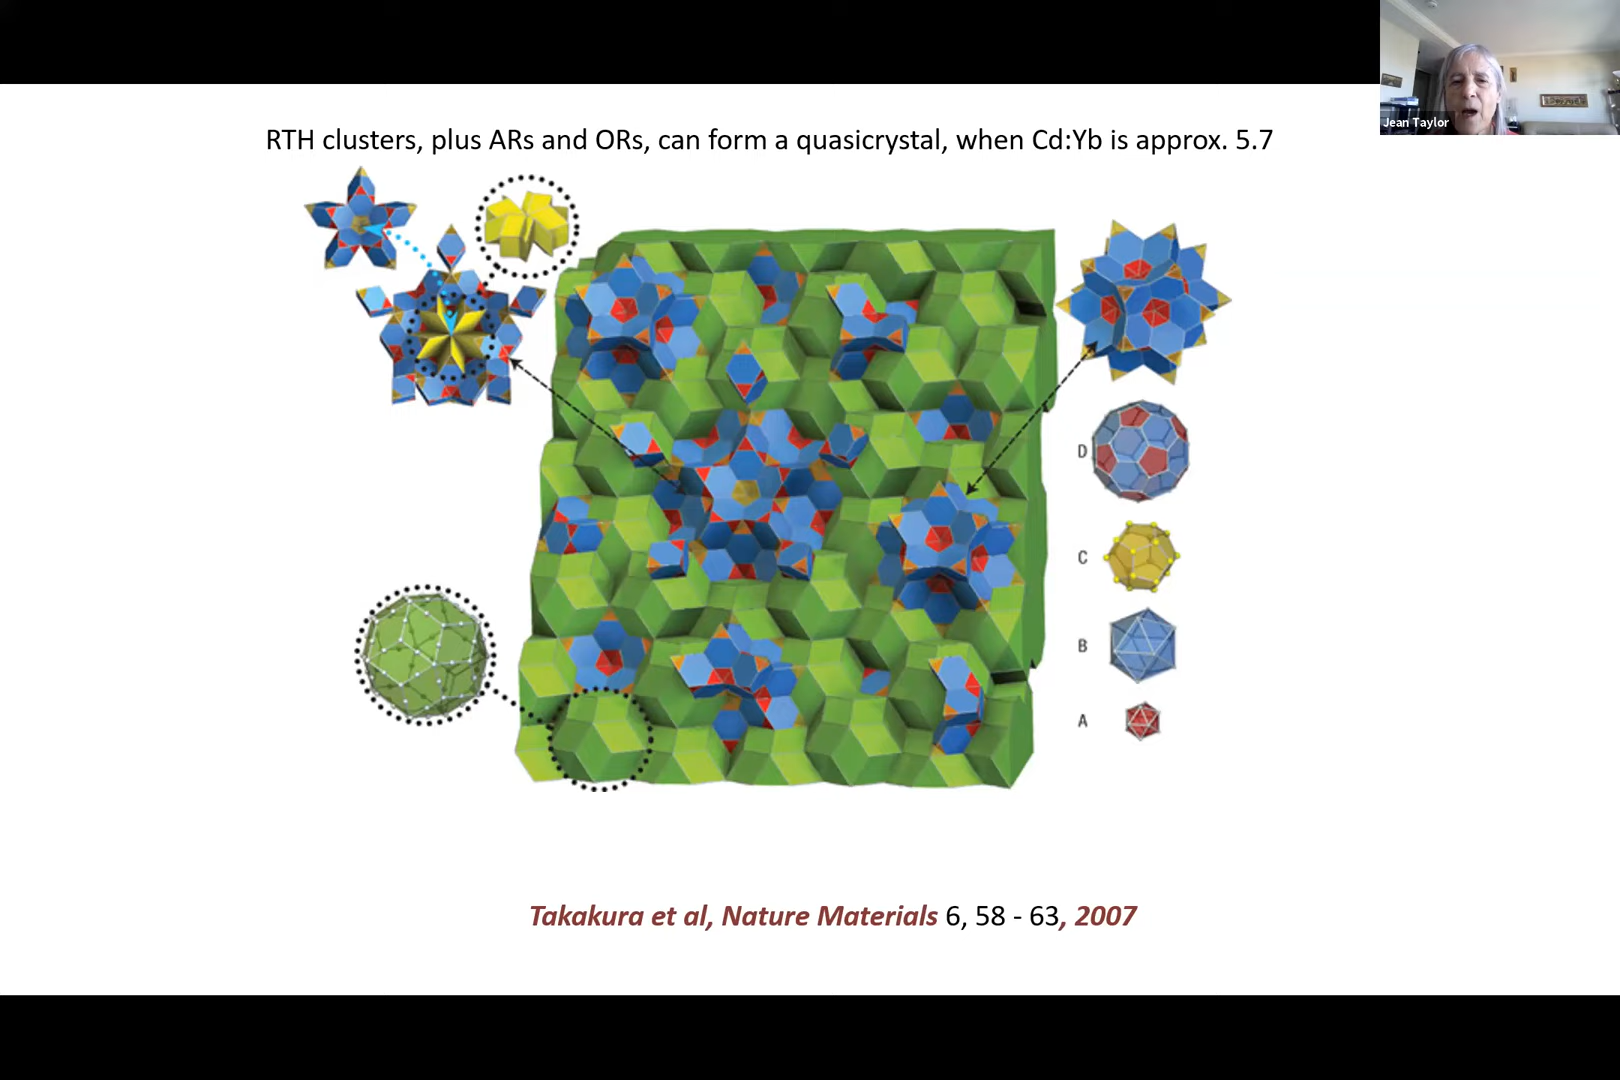 Jean Taylor
RTH clusters, plus ARs and ORs, can form a quasicrystal, when Cd:Yb is approx. 5.7
D
C
B
A
Takakura et al, Nature Materials 6, 58 - 63, 2007